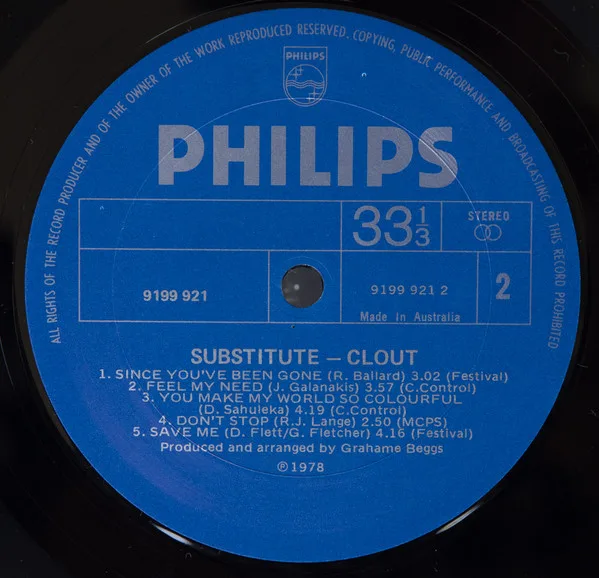 ALL RIGHTS OF THE RECORD PRODUCER AND OF THE OWNER OF THE WORK REPRODUCED RESERVED. COPYING, PUBLIC PERFORMANCE AND BROADCASTING OF THIS RECORD PROHIBITED
PHILIPS
PHILIPS
33 1/3 STEREO
9199 921 9199 921 2 2
Made in Australia
SUBSTITUTE – CLOUT
1. SINCE YOU'VE BEEN GONE (R. Ballard) 3.02 (Festival)
2. FEEL MY NEED (J. Galanakis) 3.57 (C.Control)
3. YOU MAKE MY WORLD SO COLOURFUL
(D. Sahuleka) 4.19 (C.Control)
4. DON'T STOP (R.J. Lange) 2.50 (MCPS)
5. SAVE ME (D. Flett/G. Fletcher) 4.16 (Festival)
Produced and arranged by Grahame Beggs
℗ 1978